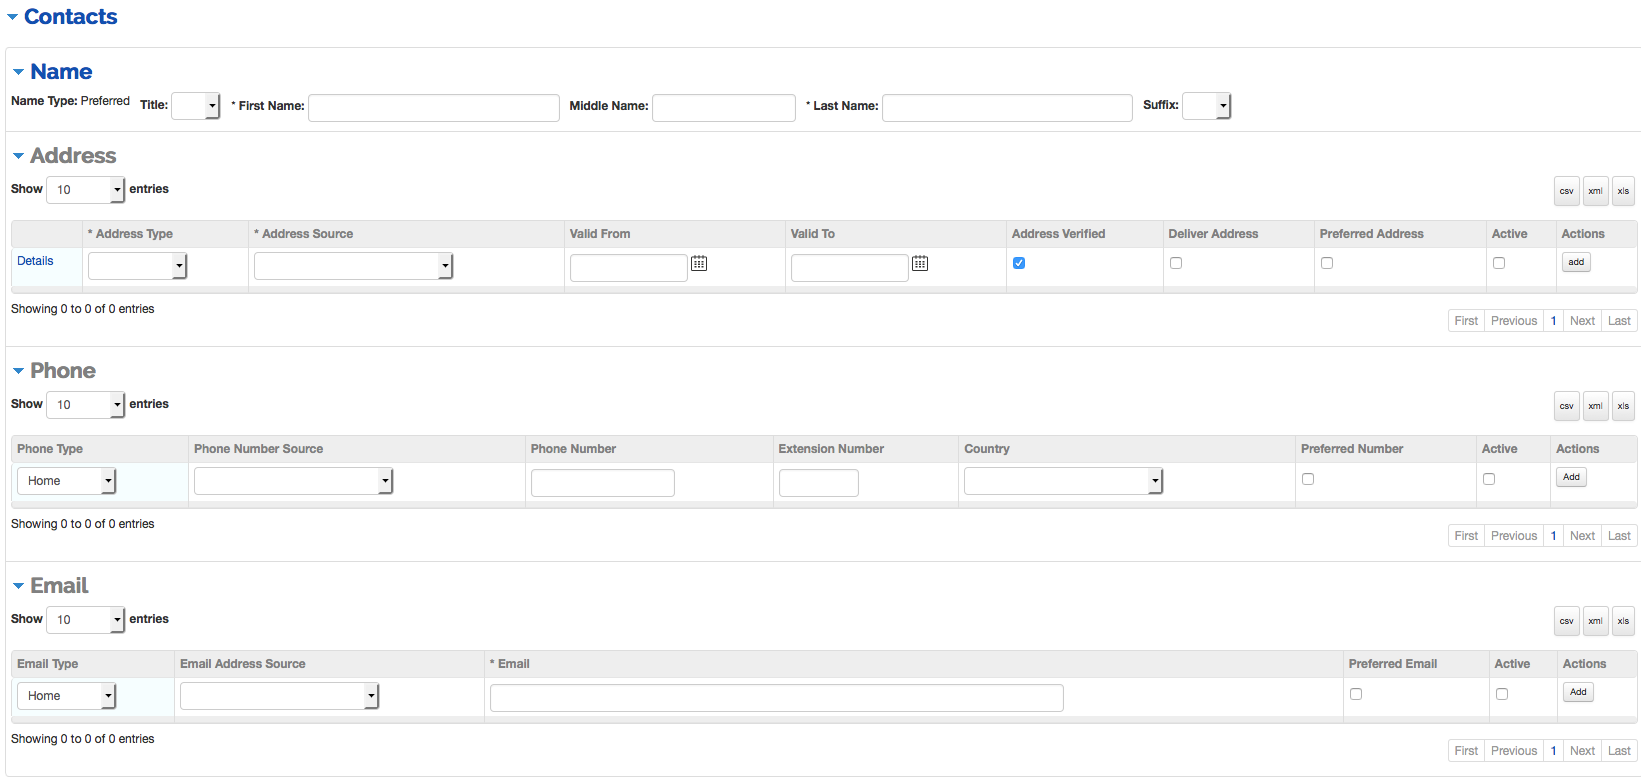 Contacts
Name
Name Type: Preferred Title: * First Name: Middle Name: * Last Name: Suffix:
Address
Show 10 entries csv xml xls
* Address Type * Address Source Valid From Valid To Address Verified Deliver Address Preferred Address Active Actions
Details add
Showing 0 to 0 of 0 entries
First Previous 1 Next Last
Phone
Show 10 entries csv xml xls
Phone Type Phone Number Source Phone Number Extension Number Country Preferred Number Active Actions
Home Add
Showing 0 to 0 of 0 entries
First Previous 1 Next Last
Email
Show 10 entries csv xml xls
Email Type Email Address Source * Email Preferred Email Active Actions
Home Add
Showing 0 to 0 of 0 entries
First Previous 1 Next Last